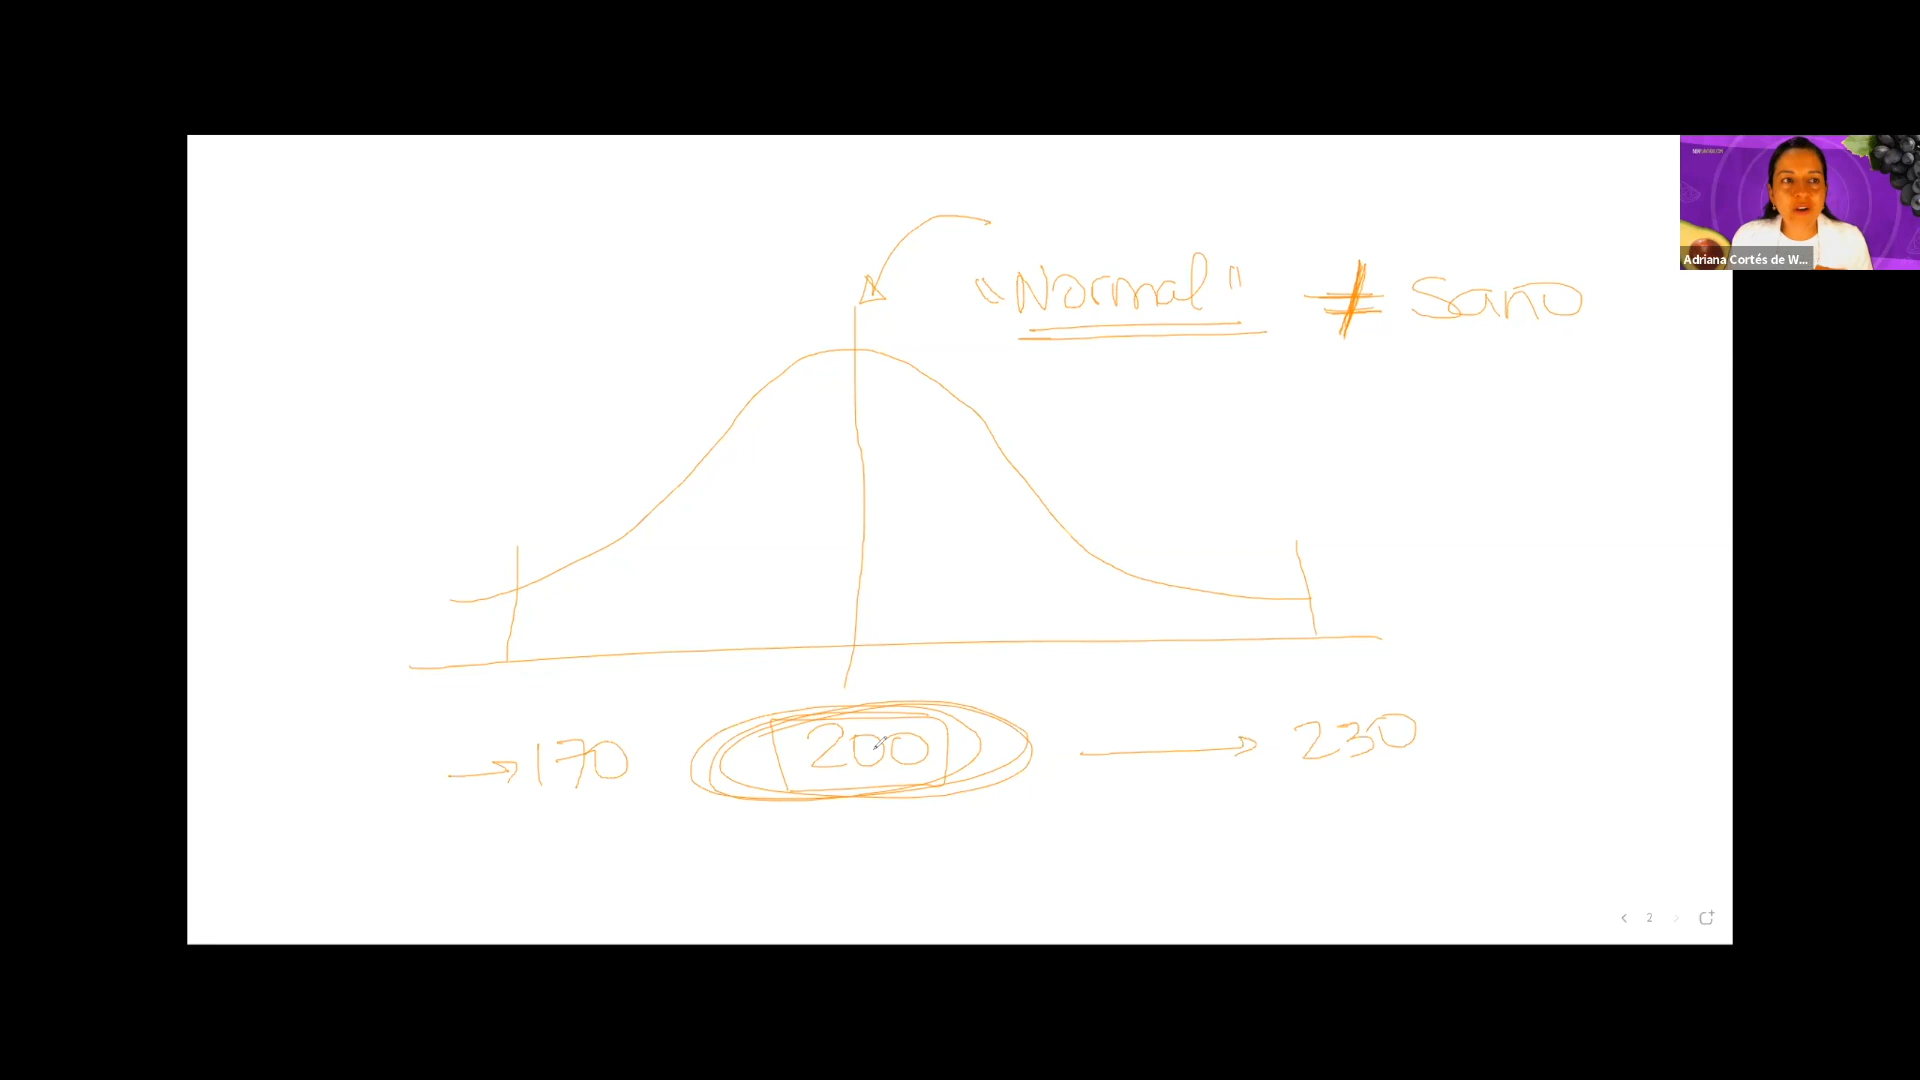 "Normal" ≠ Sano
→170 200 → 230
Adriana Cortés de W...
2